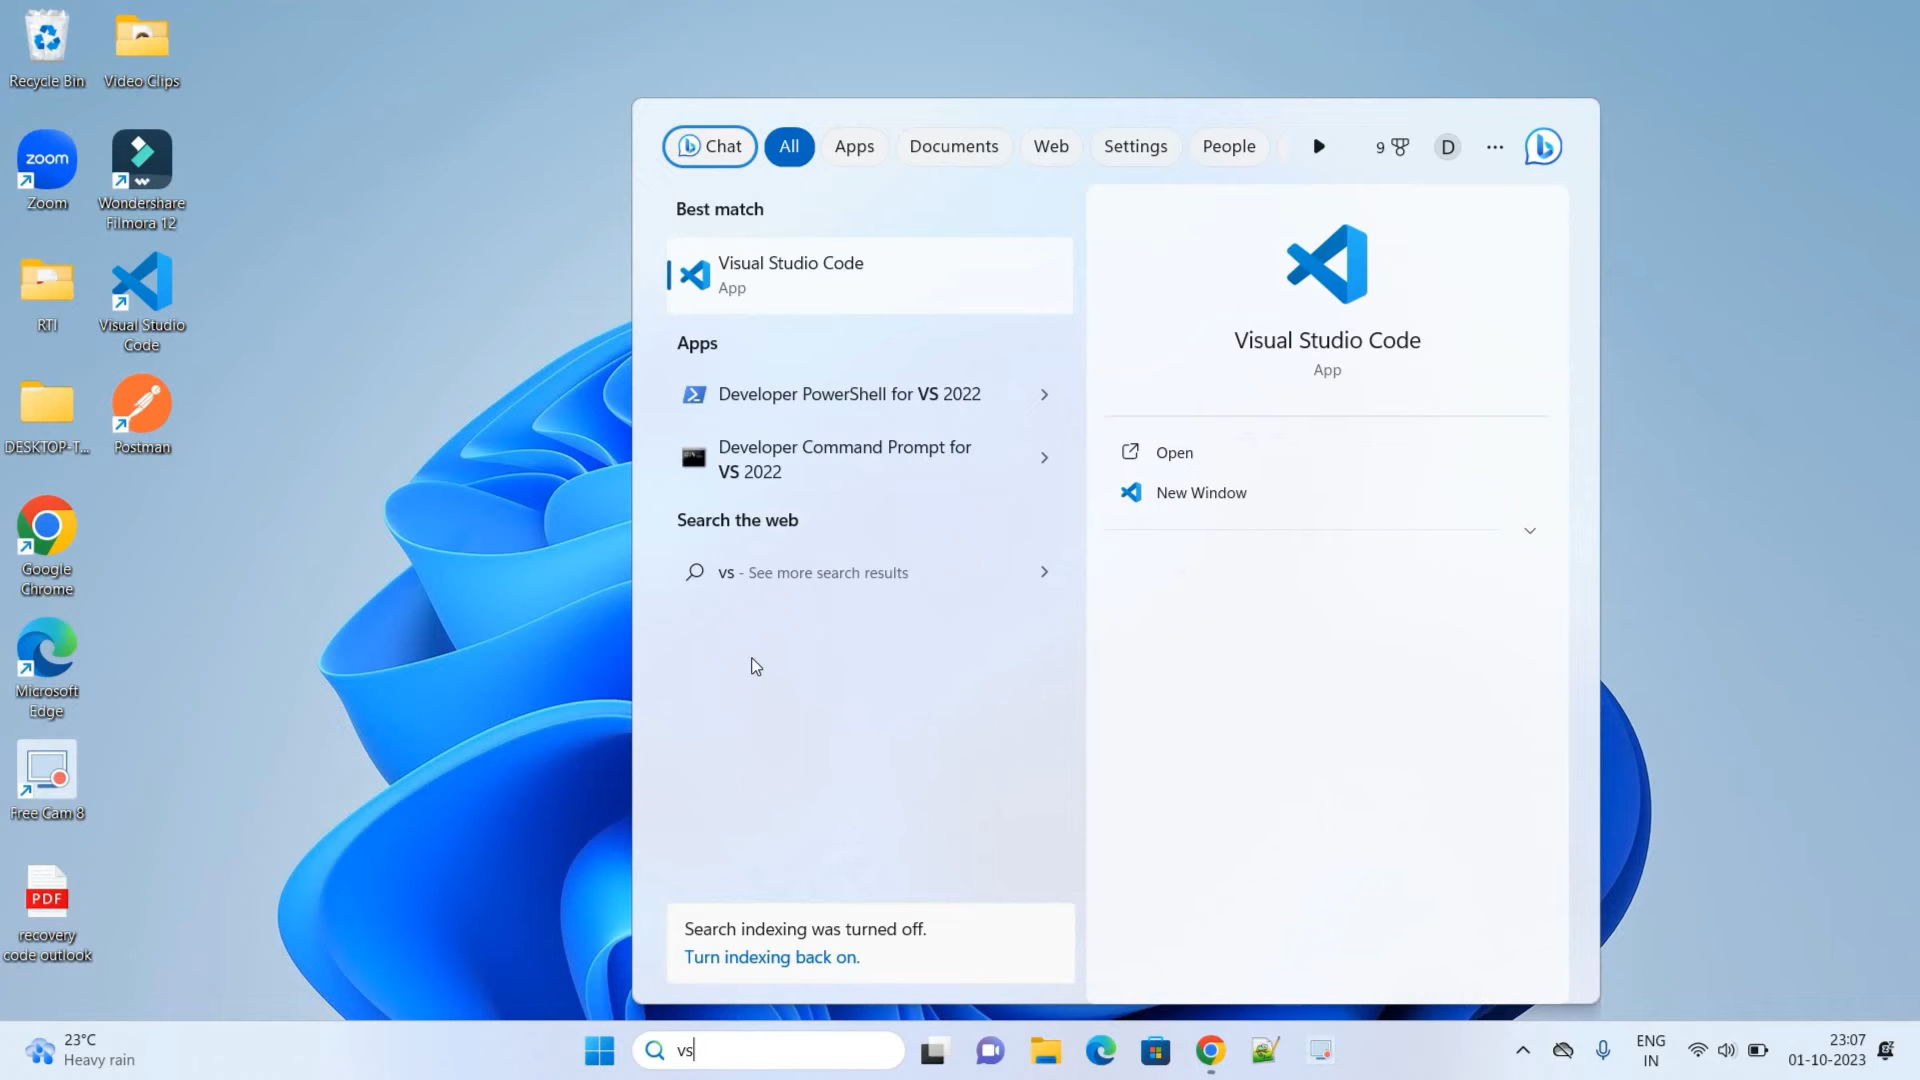 Recycle Bin
Video Clips
zoom
Zoom
Wondershare
Filmora 12
RTI
Visual Studio
Code
DESKTOP-T...
Postman
Google
Chrome
Microsoft
Edge
Free Cam 8
PDF
recovery
code outlook
Chat
All
Apps
Documents
Web
Settings
People
9
D
...
Best match
Visual Studio Code
App
Apps
Developer PowerShell for VS 2022
Developer Command Prompt for
VS 2022
Search the web
vs - See more search results
Search indexing was turned off.
Turn indexing back on.
Visual Studio Code
App
Open
New Window
23°C
Heavy rain
vs
ENG
IN
23:07
01-10-2023